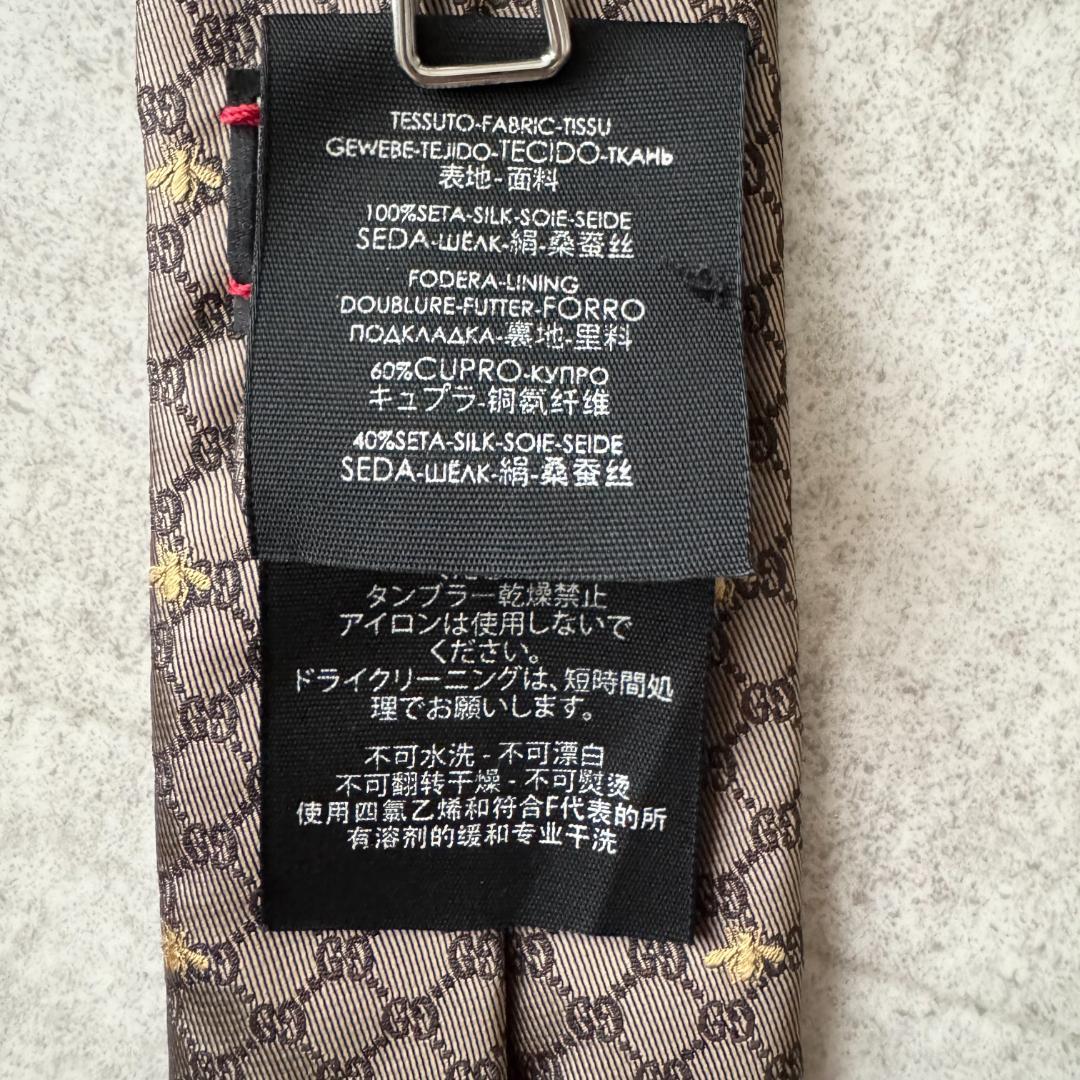 TESSUTO-FABRIC-TISSU
GEWEBE-TEJIDO-TECIDO-ТКАНЬ
表地-面料
100%SETA-SILK-SOIE-SEIDE
SEDA-ШЁЛК-絹-桑蚕丝
FODERA-LINING
DOUBLURE-FUTTER-FORRO
ПОДКЛАДКА-裏地-里料
60%CUPRO-КУПРО
キュプラ-铜氨纤维
40%SETA-SILK-SOIE-SEIDE
SEDA-ШЁЛК-絹-桑蚕丝
タンブラー乾燥禁止
アイロンは使用しないで
ください。
ドライクリーニングは、短時間処
理でお願いします。
不可水洗 - 不可漂白
不可翻转干燥 - 不可熨烫
使用四氯乙烯和符合F代表的所
有溶剂的缓和专业干洗